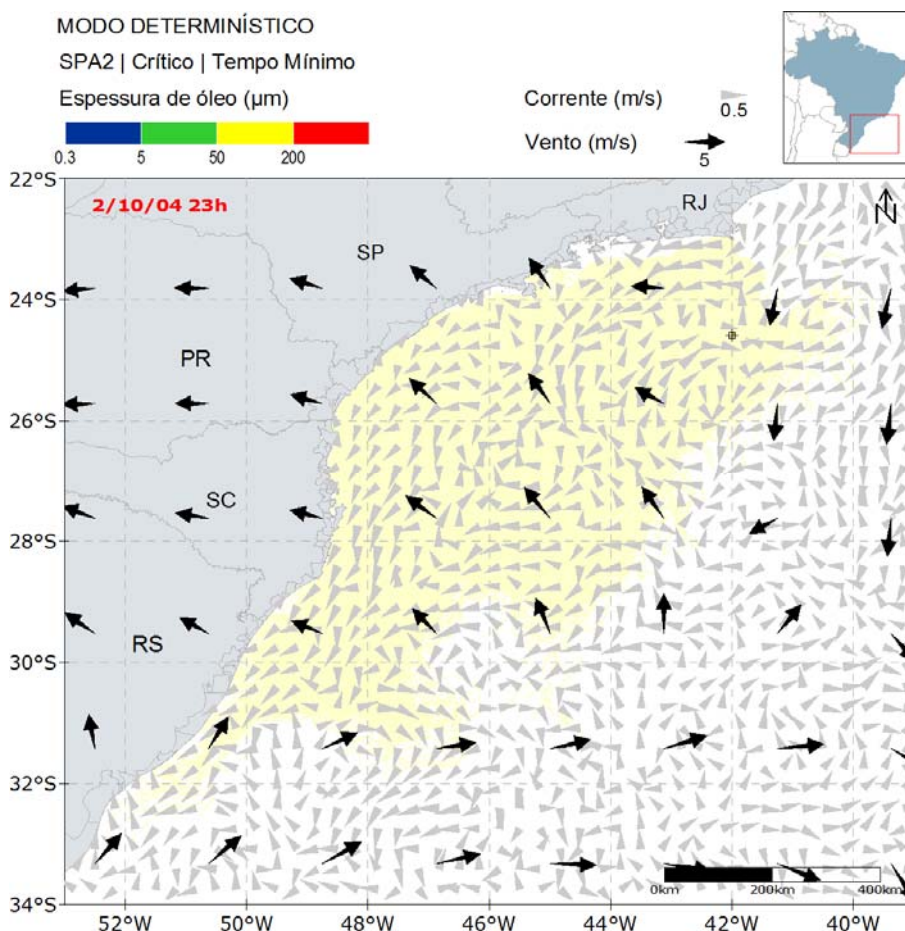 MODO DETERMINÍSTICO
SPA2 | Crítico | Tempo Mínimo
Espessura de óleo (µm)
0.3 5 50 200
Corrente (m/s) 0.5
Vento (m/s) 5
22°S
2/10/04 23h
RJ
N
SP
24°S
PR
26°S
SC
28°S
30°S
RS
32°S
34°S
0km 200km 400km
52°W 50°W 48°W 46°W 44°W 42°W 40°W